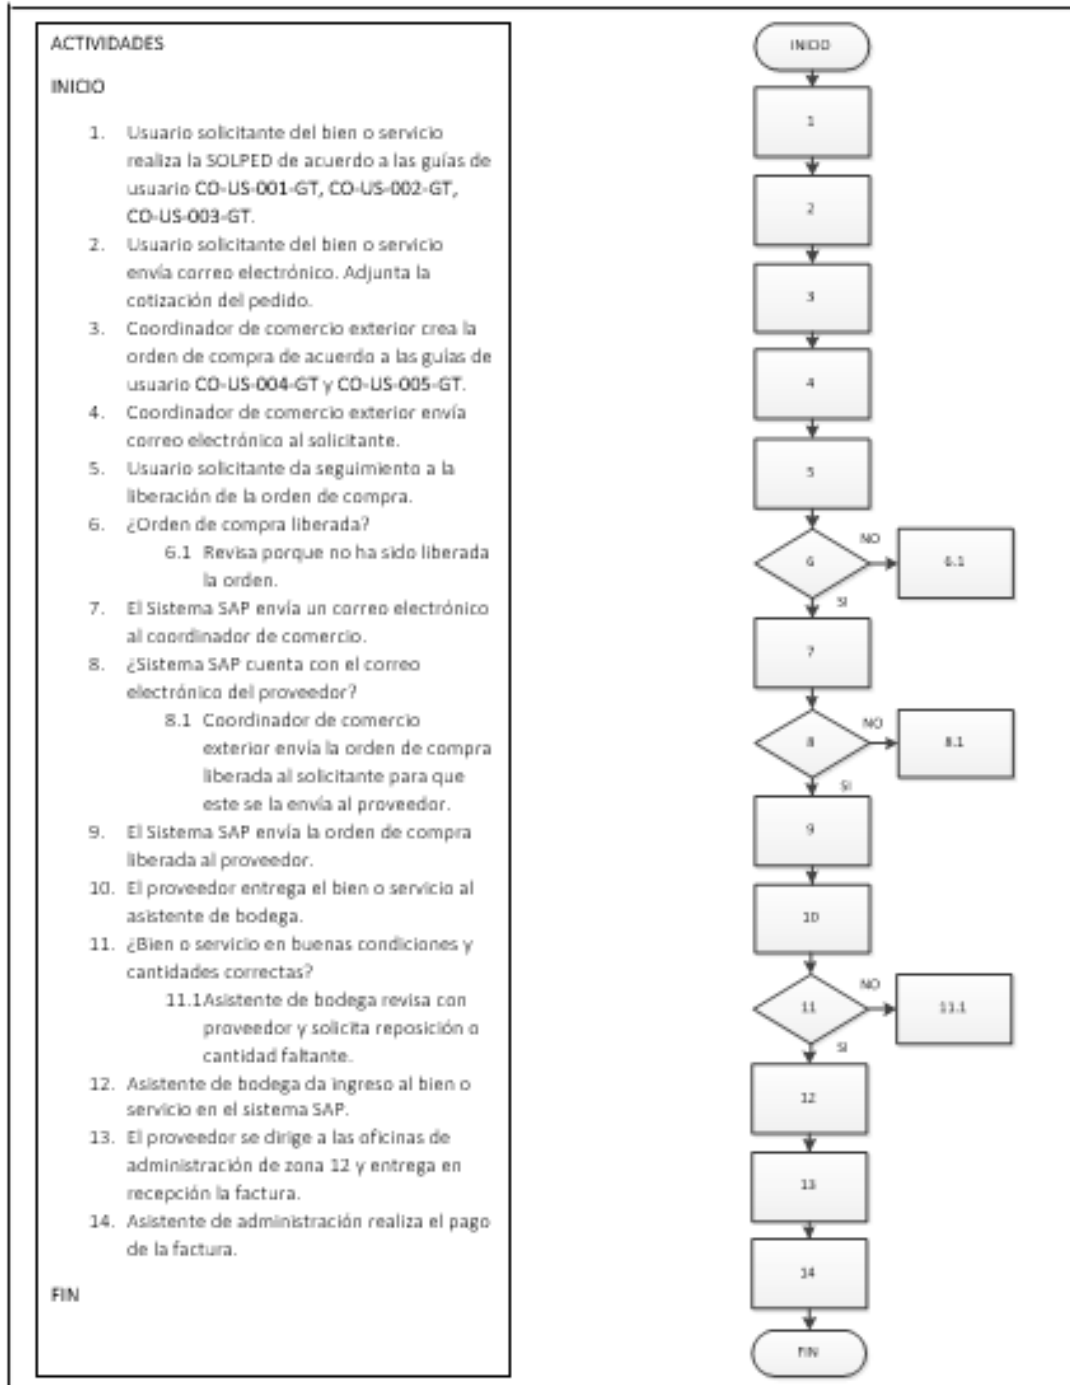 ACTIVIDADES
INICIO
1. Usuario solicitante del bien o servicio
realiza la SOLPED de acuerdo a las guías de
usuario CO-US-001-GT, CO-US-002-GT,
CO-US-003-GT.
2. Usuario solicitante del bien o servicio
envía correo electrónico. Adjunta la
cotización del pedido.
3. Coordinador de comercio exterior crea la
orden de compra de acuerdo a las guías de
usuario CO-US-004-GT y CO-US-005-GT.
4. Coordinador de comercio exterior envía
correo electrónico al solicitante.
5. Usuario solicitante da seguimiento a la
liberación de la orden de compra.
6. ¿Orden de compra liberada?
6.1 Revisa porque no ha sido liberada
la orden.
7. El Sistema SAP envía un correo electrónico
al coordinador de comercio.
8. ¿Sistema SAP cuenta con el correo
electrónico del proveedor?
8.1 Coordinador de comercio
exterior envía la orden de compra
liberada al solicitante para que
este se la envía al proveedor.
9. El Sistema SAP envía la orden de compra
liberada al proveedor.
10. El proveedor entrega el bien o servicio al
asistente de bodega.
11. ¿Bien o servicio en buenas condiciones y
cantidades correctas?
11.1Asistente de bodega revisa con
proveedor y solicita reposición o
cantidad faltante.
12. Asistente de bodega da ingreso al bien o
servicio en el sistema SAP.
13. El proveedor se dirige a las oficinas de
administración de zona 12 y entrega en
recepción la factura.
14. Asistente de administración realiza el pago
de la factura.
FIN
INICIO
1
2
3
4
5
6
NO
6.1
SI
7
8
NO
8.1
SI
9
10
11
NO
11.1
SI
12
13
14
FIN